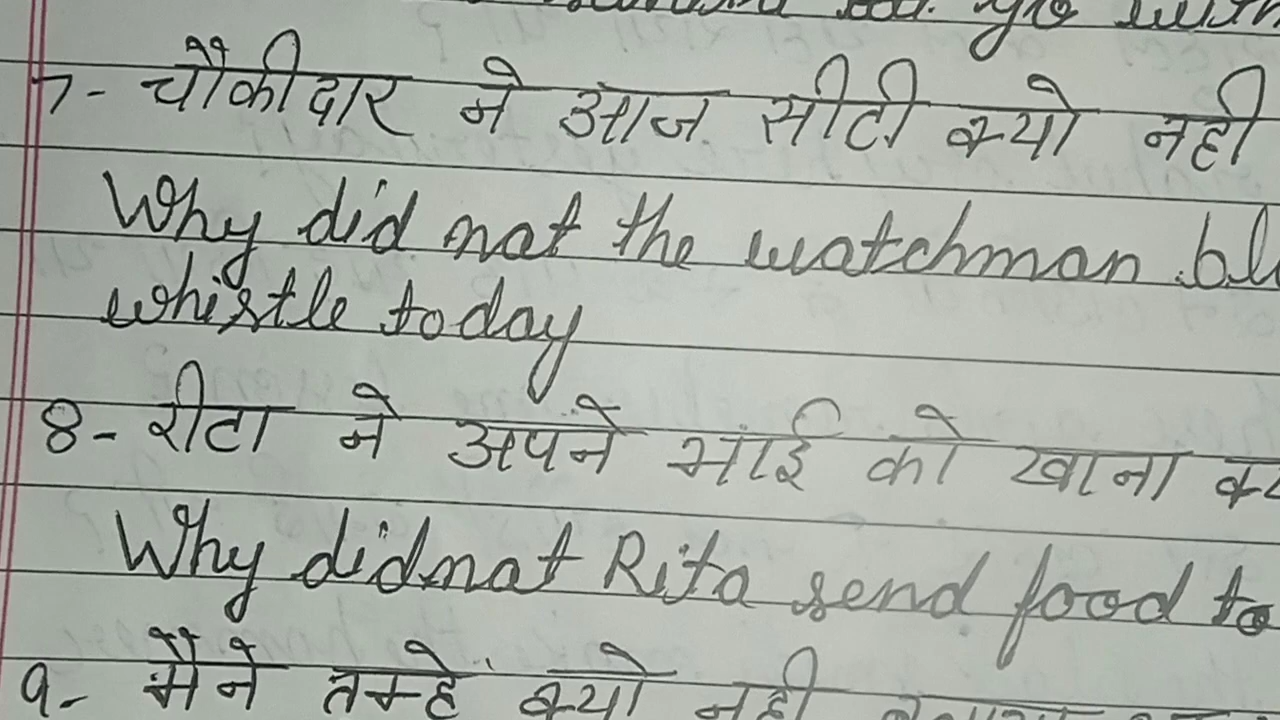 7- चौकीदार ने आज सीटी क्यो नही
Why did not the watchman
whistle today
8- रीटा ने अपने भाई को खाना
Why didnot Rita send food to
9- मैने तुम्हे क्यो नही